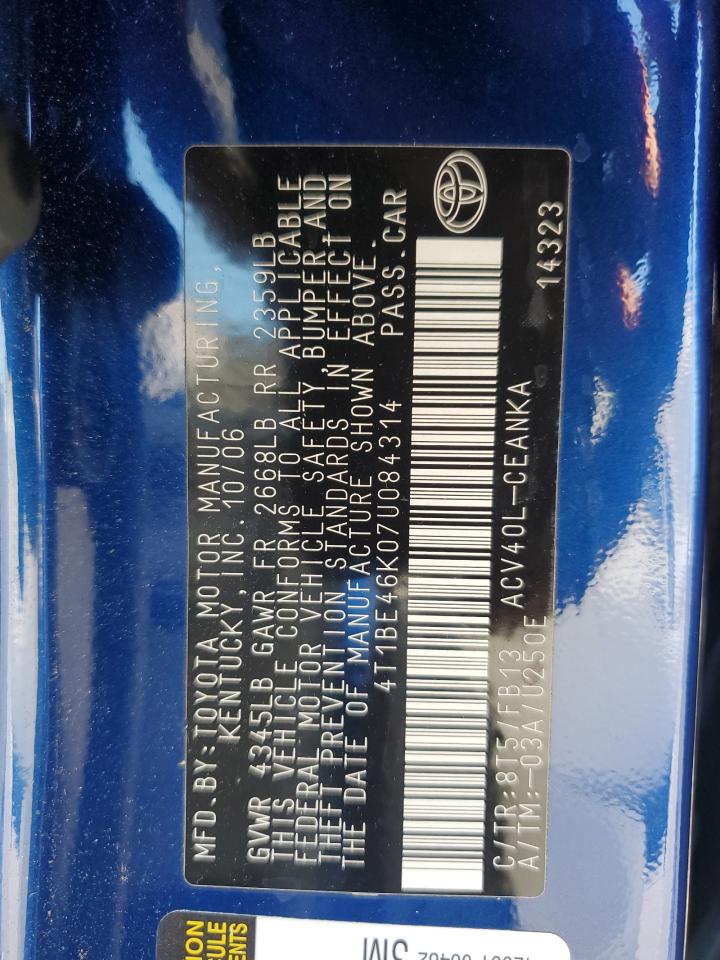 MFD.BY:TOYOTA MOTOR MANUFACTURING,
KENTUCKY, INC. 10/06
GVWR 4345LB GAWR FR 2668LB RR 2359LB
THIS VEHICLE CONFORMS TO ALL APPLICABLE
FEDERAL MOTOR VEHICLE SAFETY,BUMPER,AND
THEFT PREVENTION STANDARDS IN EFFECT ON
THE DATE OF MANUFACTURE SHOWN ABOVE.
4T1BE46K07U084314 PASS.CAR
C/TR:8T5/FB13 ACV40L-CEANKA 14323
A/TM:-03A/U250E
3M